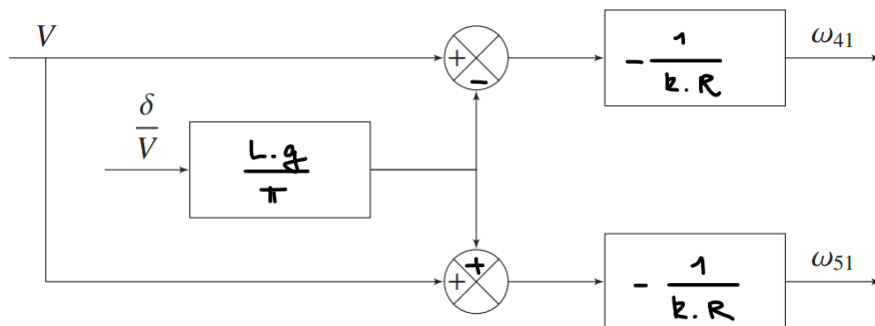 V
+
-
- 1 / k.R
ω41
δ / V
L.g / π
+
+
- 1 / k.R
ω51